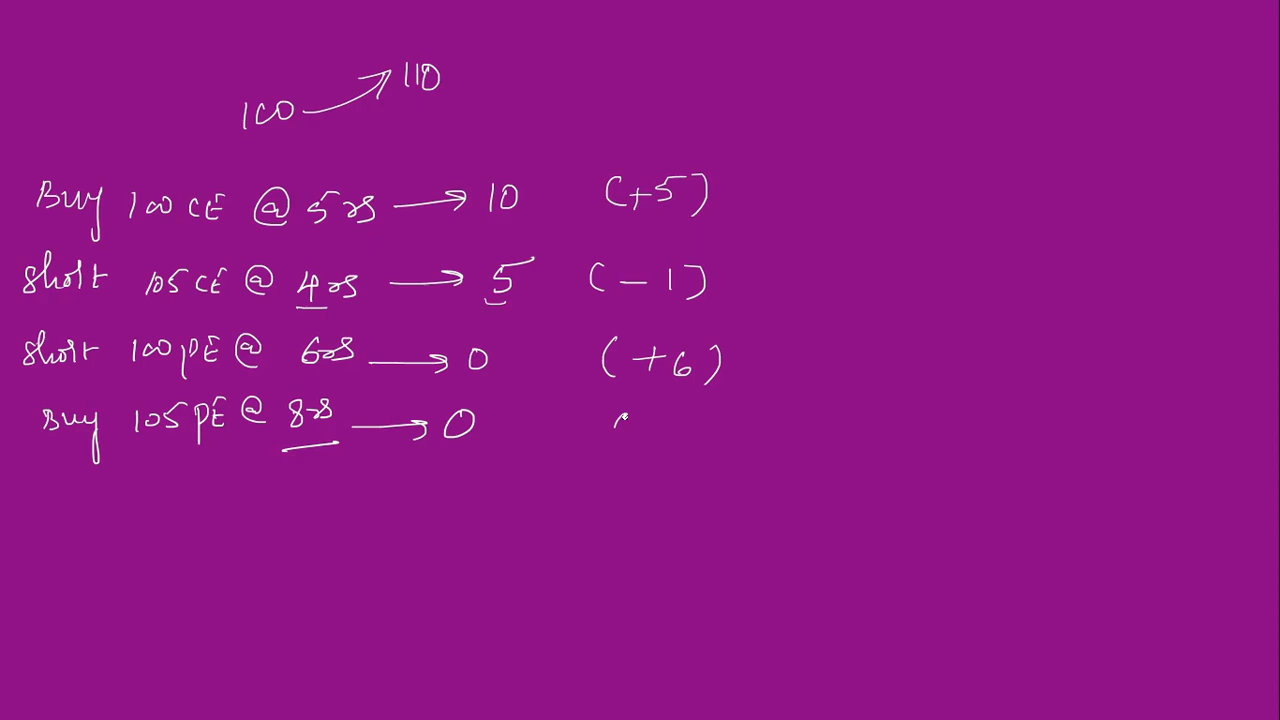 100 → 110
Buy 100 CE @ 5 rs → 10 (+5)
Short 105 CE @ 4 rs → 5 (-1)
Short 100 PE @ 6 rs → 0 (+6)
Buy 105 PE @ 8 rs → 0 (